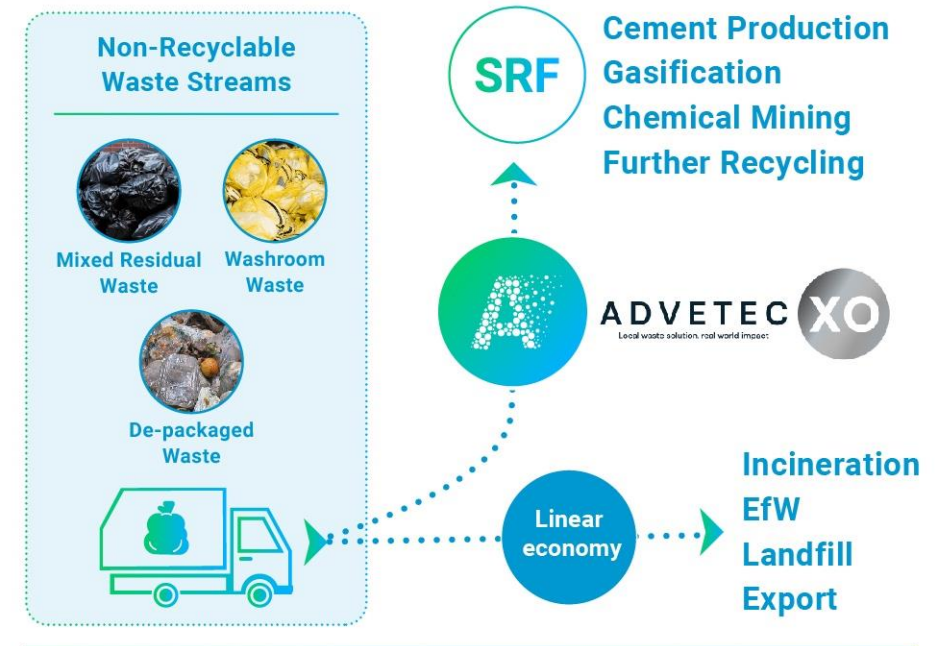 Non-Recyclable
Waste Streams
Mixed Residual
Waste
Washroom
Waste
De-packaged
Waste
SRF
Cement Production
Gasification
Chemical Mining
Further Recycling
A
ADVETEC XO
Local waste solution, real world impact
Linear
economy
Incineration
EfW
Landfill
Export